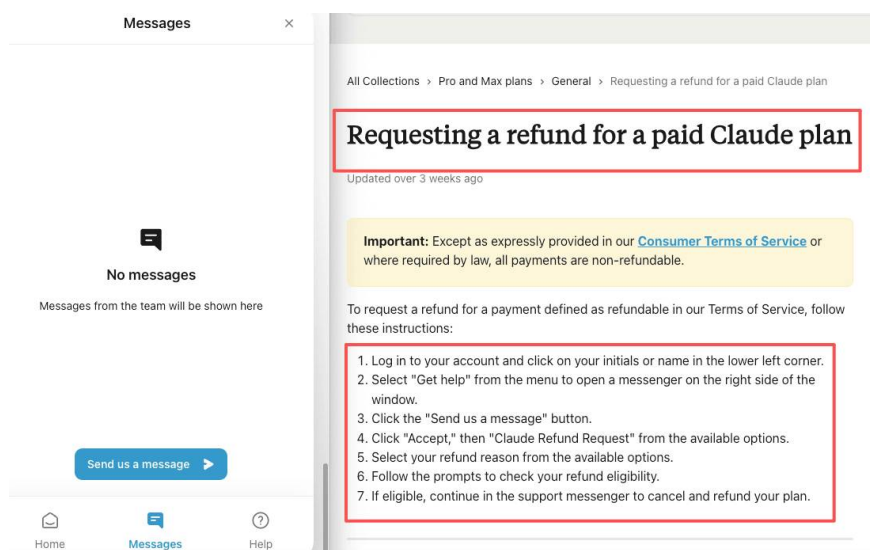 Messages
×
No messages
Messages from the team will be shown here
Send us a message
Home
Messages
Help
All Collections > Pro and Max plans > General > Requesting a refund for a paid Claude plan
Requesting a refund for a paid Claude plan
Updated over 3 weeks ago
Important: Except as expressly provided in our Consumer Terms of Service or
where required by law, all payments are non-refundable.
To request a refund for a payment defined as refundable in our Terms of Service, follow
these instructions:
1. Log in to your account and click on your initials or name in the lower left corner.
2. Select "Get help" from the menu to open a messenger on the right side of the
window.
3. Click the "Send us a message" button.
4. Click "Accept," then "Claude Refund Request" from the available options.
5. Select your refund reason from the available options.
6. Follow the prompts to check your refund eligibility.
7. If eligible, continue in the support messenger to cancel and refund your plan.